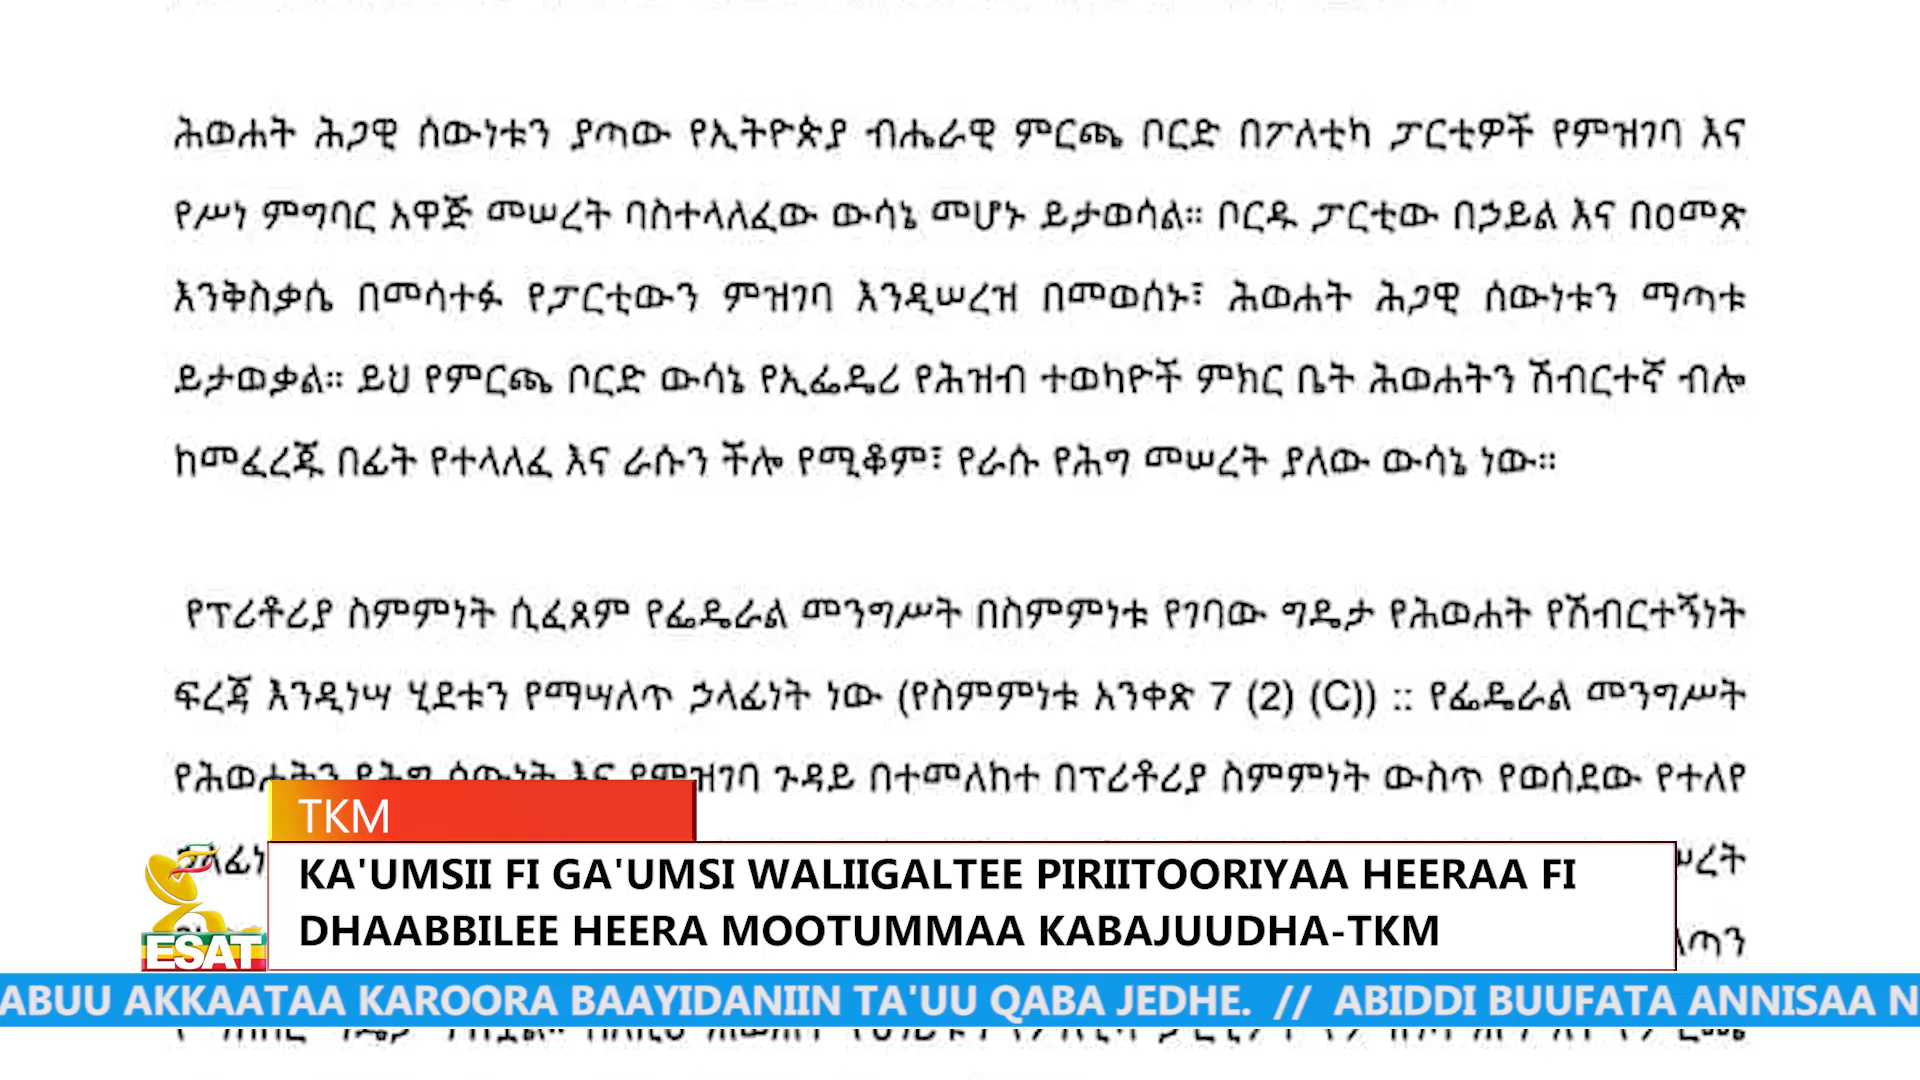 ሕወሐት ሕጋዊ ሰውነቱን ያጣው የኢትዮጵያ ብሔራዊ ምርጫ ቦርድ በፖለቲካ ፓርቲዎች የምዝገባ እና
የሥነ ምግባር አዋጅ መሠረት ባስተላለፈው ውሳኔ መሆኑ ይታወሳል። ቦርዱ ፓርቲው በኃይል እና በዐመጽ
እንቅስቃሴ በመሳተፉ የፓርቲውን ምዝገባ እንዲሠረዝ በመወሰኑ፣ ሕወሐት ሕጋዊ ሰውነቱን ማጣቱ
ይታወቃል። ይህ የምርጫ ቦርድ ውሳኔ የኢፌዴሪ የሕዝብ ተወካዮች ምክር ቤት ሕወሐትን ሽብርተኛ ብሎ
ከመፈረጁ በፊት የተላለፈ እና ራሱን ችሎ የሚቆም፣ የራሱ የሕግ መሠረት ያለው ውሳኔ ነው።
የፕሪቶሪያ ስምምነት ሲፈጸም የፌዴራል መንግሥት በስምምነቱ የገባው ግዴታ የሕወሐት የሽብርተኝነት
ፍረጃ እንዲነሣ ሂደቱን የማሣለጥ ኃላፊነት ነው (የስምምነቱ አንቀጽ 7 (2) (C)) :: የፌዴራል መንግሥት
የሕወሐትን የሕግ ሰውነት እና የምዝገባ ጉዳይ በተመለከተ በፕሪቶሪያ ስምምነት ውስጥ የወሰደው የተለየ
TKM
KA'UMSII FI GA'UMSI WALIIGALTEE PIRIITOORIYAA HEERAA FI
DHAABBILEE HEERA MOOTUMMAA KABAJUUDHA-TKM
ESAT
ABUU AKKAATAA KAROORA BAAYIDANIIN TA'UU QABA JEDHE. // ABIDDI BUUFATA ANNISAA N